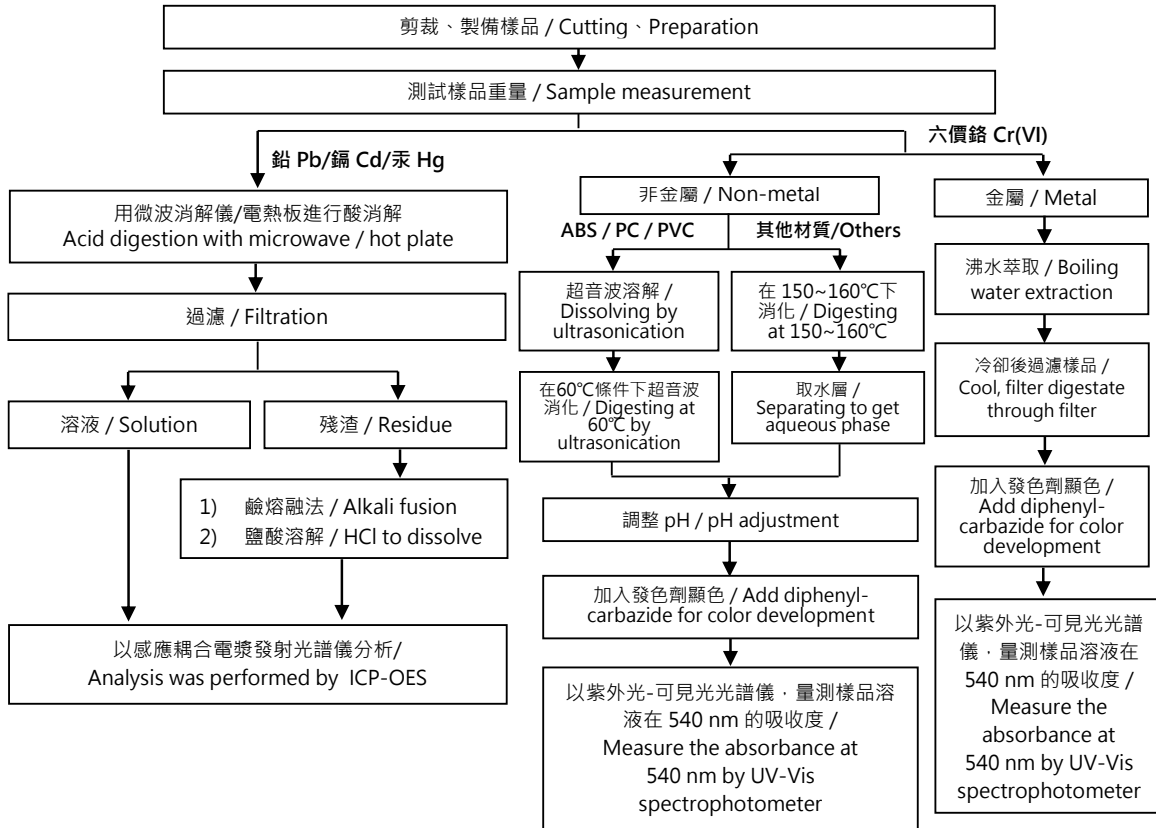 剪裁、製備樣品 / Cutting、Preparation
測試樣品重量 / Sample measurement
鉛 Pb/鎘 Cd/汞 Hg
六價鉻 Cr(VI)
用微波消解儀/電熱板進行酸消解
Acid digestion with microwave / hot plate
過濾 / Filtration
溶液 / Solution
殘渣 / Residue
1) 鹼熔融法 / Alkali fusion
2) 鹽酸溶解 / HCl to dissolve
以感應耦合電漿發射光譜儀分析/
Analysis was performed by ICP-OES
非金屬 / Non-metal
ABS / PC / PVC
其他材質/Others
超音波溶解 /
Dissolving by
ultrasonication
在60℃條件下超音波
消化 / Digesting at
60℃ by
ultrasonication
在 150~160℃下
消化 / Digesting
at 150~160℃
取水層 /
Separating to get
aqueous phase
調整 pH / pH adjustment
加入發色劑顯色 / Add diphenyl-
carbazide for color development
以紫外光-可見光光譜儀，量測樣品溶
液在 540 nm 的吸收度 /
Measure the absorbance at
540 nm by UV-Vis
spectrophotometer
金屬 / Metal
沸水萃取 / Boiling
water extraction
冷卻後過濾樣品 /
Cool, filter digestate
through filter
加入發色劑顯色 /
Add diphenyl-
carbazide for color
development
以紫外光-可見光光譜
儀，量測樣品溶液在
540 nm 的吸收度 /
Measure the
absorbance at
540 nm by UV-Vis
spectrophotometer